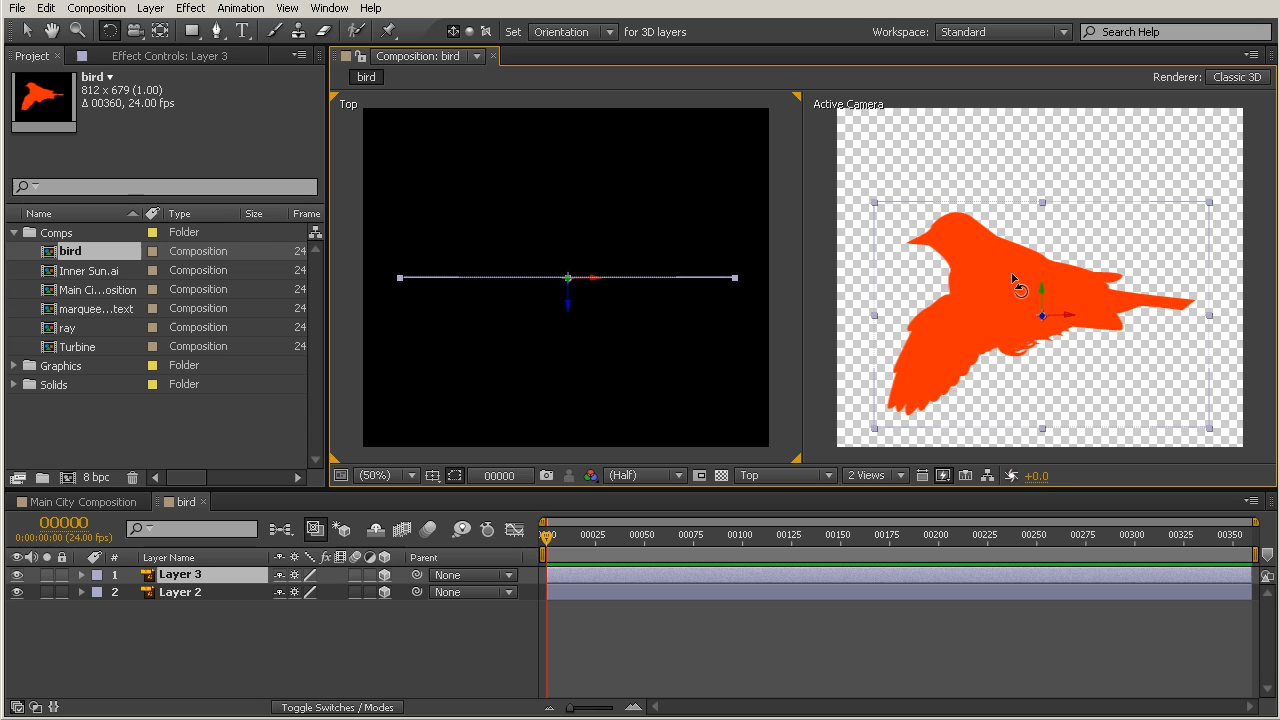 File Edit Composition Layer Effect Animation View Window Help
Set Orientation for 3D layers Workspace: Standard Search Help
Project Effect Controls: Layer 3 Composition: bird
bird
812 x 679 (1.00)
Δ 00360, 24.00 fps
bird Renderer: Classic 3D
Top Active Camera
Name Type Size Frame
Comps Folder
bird Composition 24
Inner Sun.ai Composition 24
Main Ci...osition Composition 24
marquee...text Composition 24
ray Composition 24
Turbine Composition 24
Graphics Folder
Solids Folder
8 bpc (50%) 00000 (Half) Top 2 Views +0.0
Main City Composition bird
00000
0:00:00:00 (24.00 fps)
00025 00050 00075 00100 00125 00150 00175 00200 00225 00250 00275 00300 00325 00350
# Layer Name fx Parent
1 Layer 3 None
2 Layer 2 None
Toggle Switches / Modes